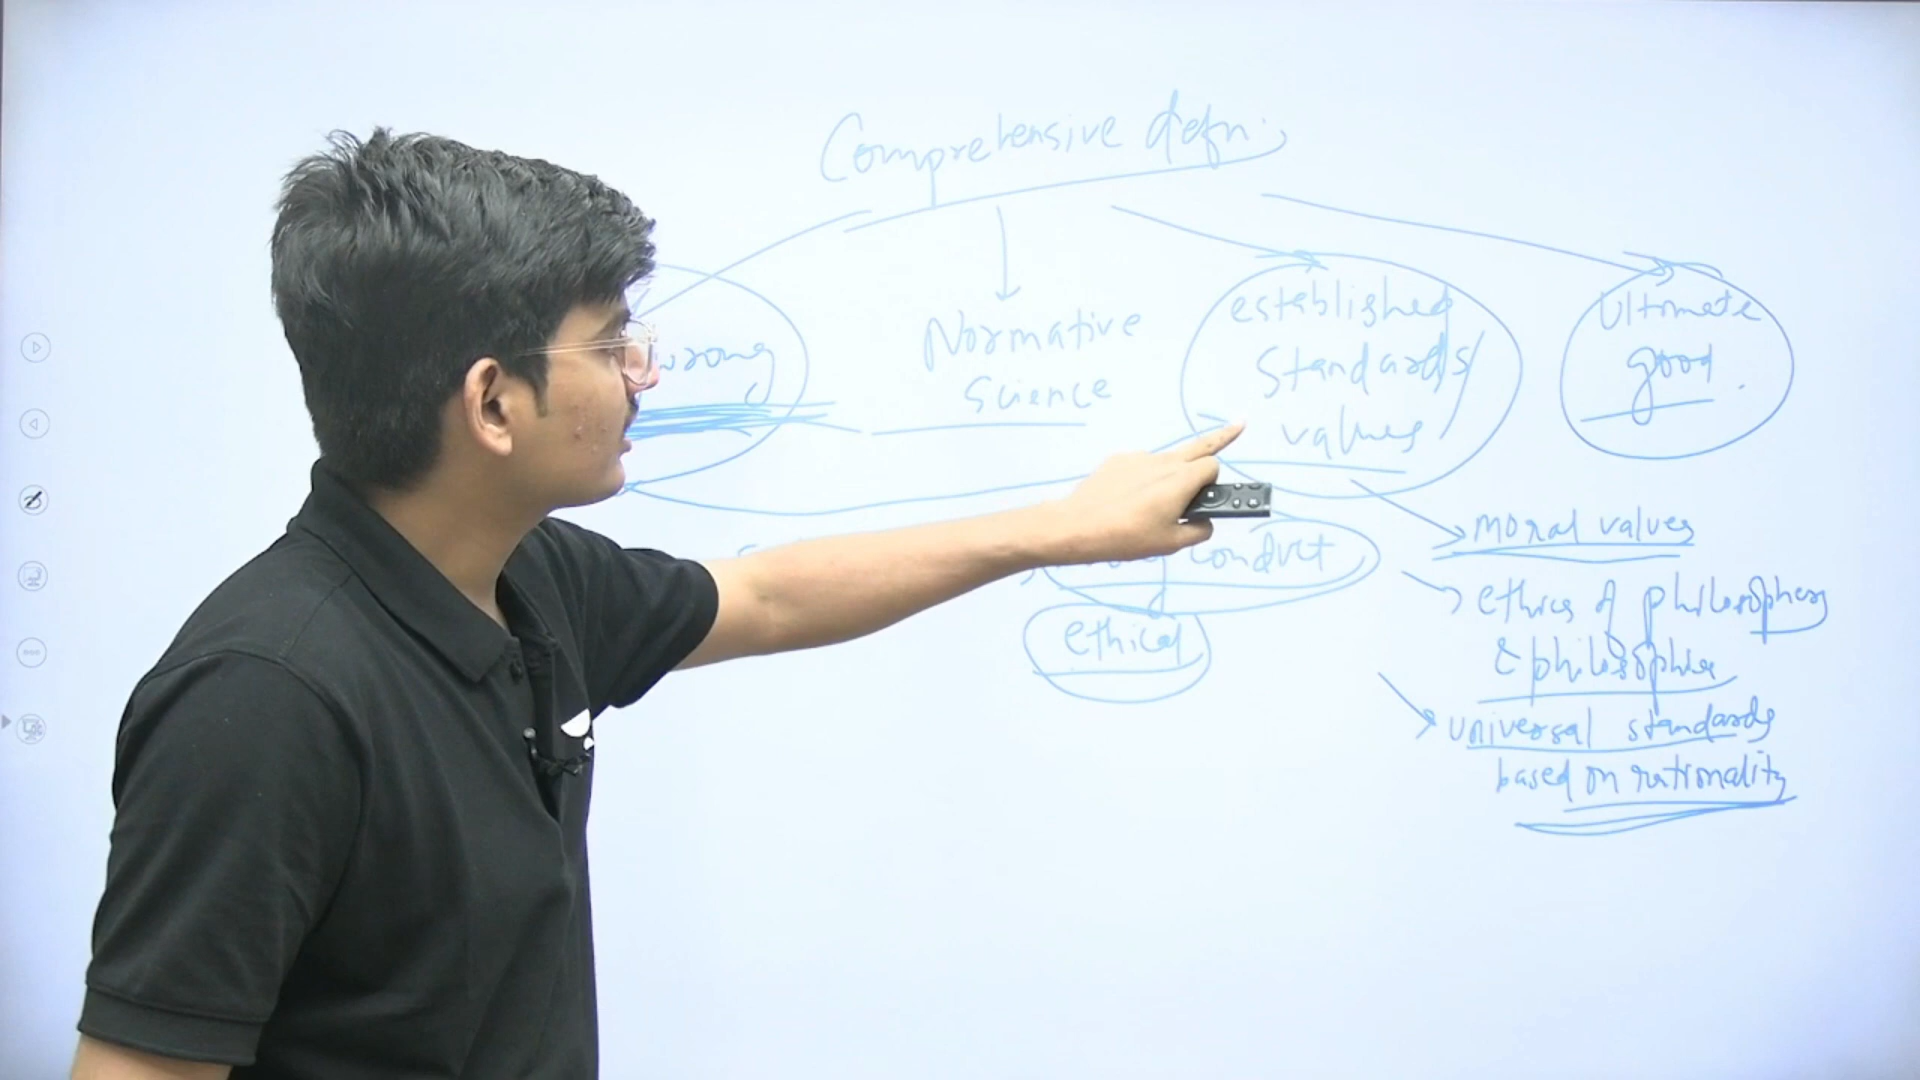 Comprehensive defn.
wrong
Normative
Science
established
standards/
values
Ultimate
good.
moral values
conduct
ethics of philosophers
& philosophies
ethical
universal standards
based on rationality